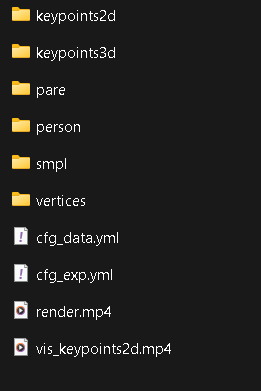 keypoints2d
keypoints3d
pare
person
smpl
vertices
cfg_data.yml
cfg_exp.yml
render.mp4
vis_keypoints2d.mp4